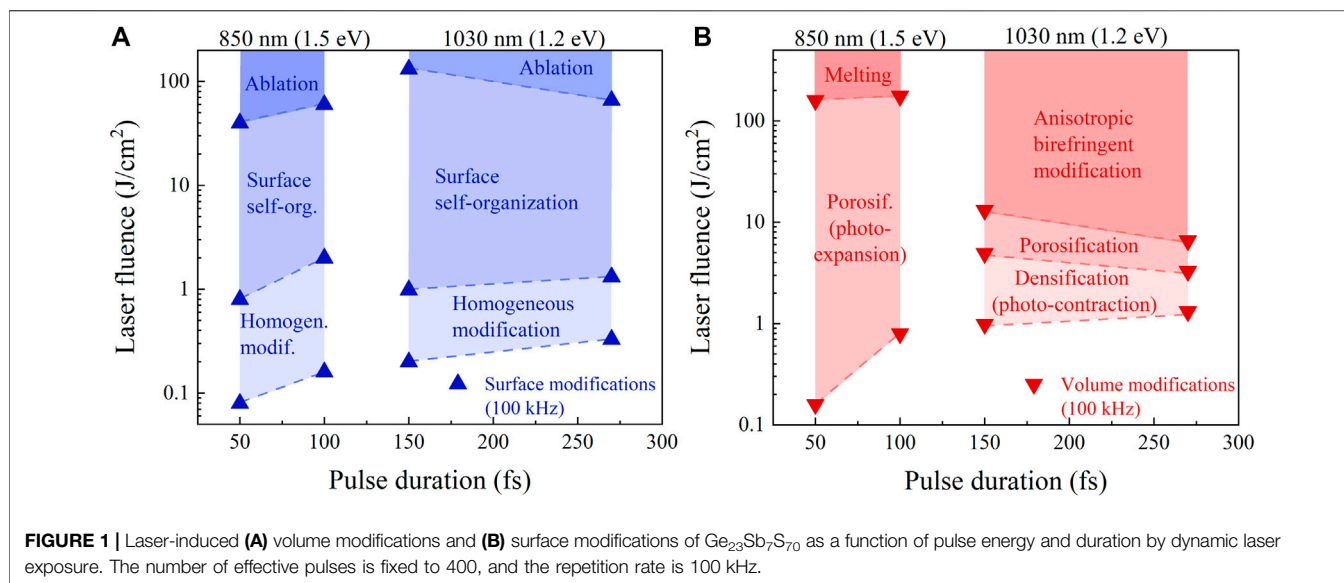 A
850 nm (1.5 eV)
1030 nm (1.2 eV)
Laser fluence (J/cm²)
100
10
1
0.1
Ablation
Ablation
Surface
self-org.
Surface
self-organization
Homogen.
modif.
Homogeneous
modification
Surface modifications
(100 kHz)
50
100
150
200
250
300
Pulse duration (fs)
B
850 nm (1.5 eV)
1030 nm (1.2 eV)
Laser fluence (J/cm²)
100
10
1
0.1
Melting
Anisotropic
birefringent
modification
Porosif.
(photo-
expansion)
Porosification
Densification
(photo-contraction)
Volume modifications
(100 kHz)
50
100
150
200
250
300
Pulse duration (fs)
FIGURE 1 | Laser-induced (A) volume modifications and (B) surface modifications of Ge₂₃Sb₇S₇₀ as a function of pulse energy and duration by dynamic laser
exposure. The number of effective pulses is fixed to 400, and the repetition rate is 100 kHz.